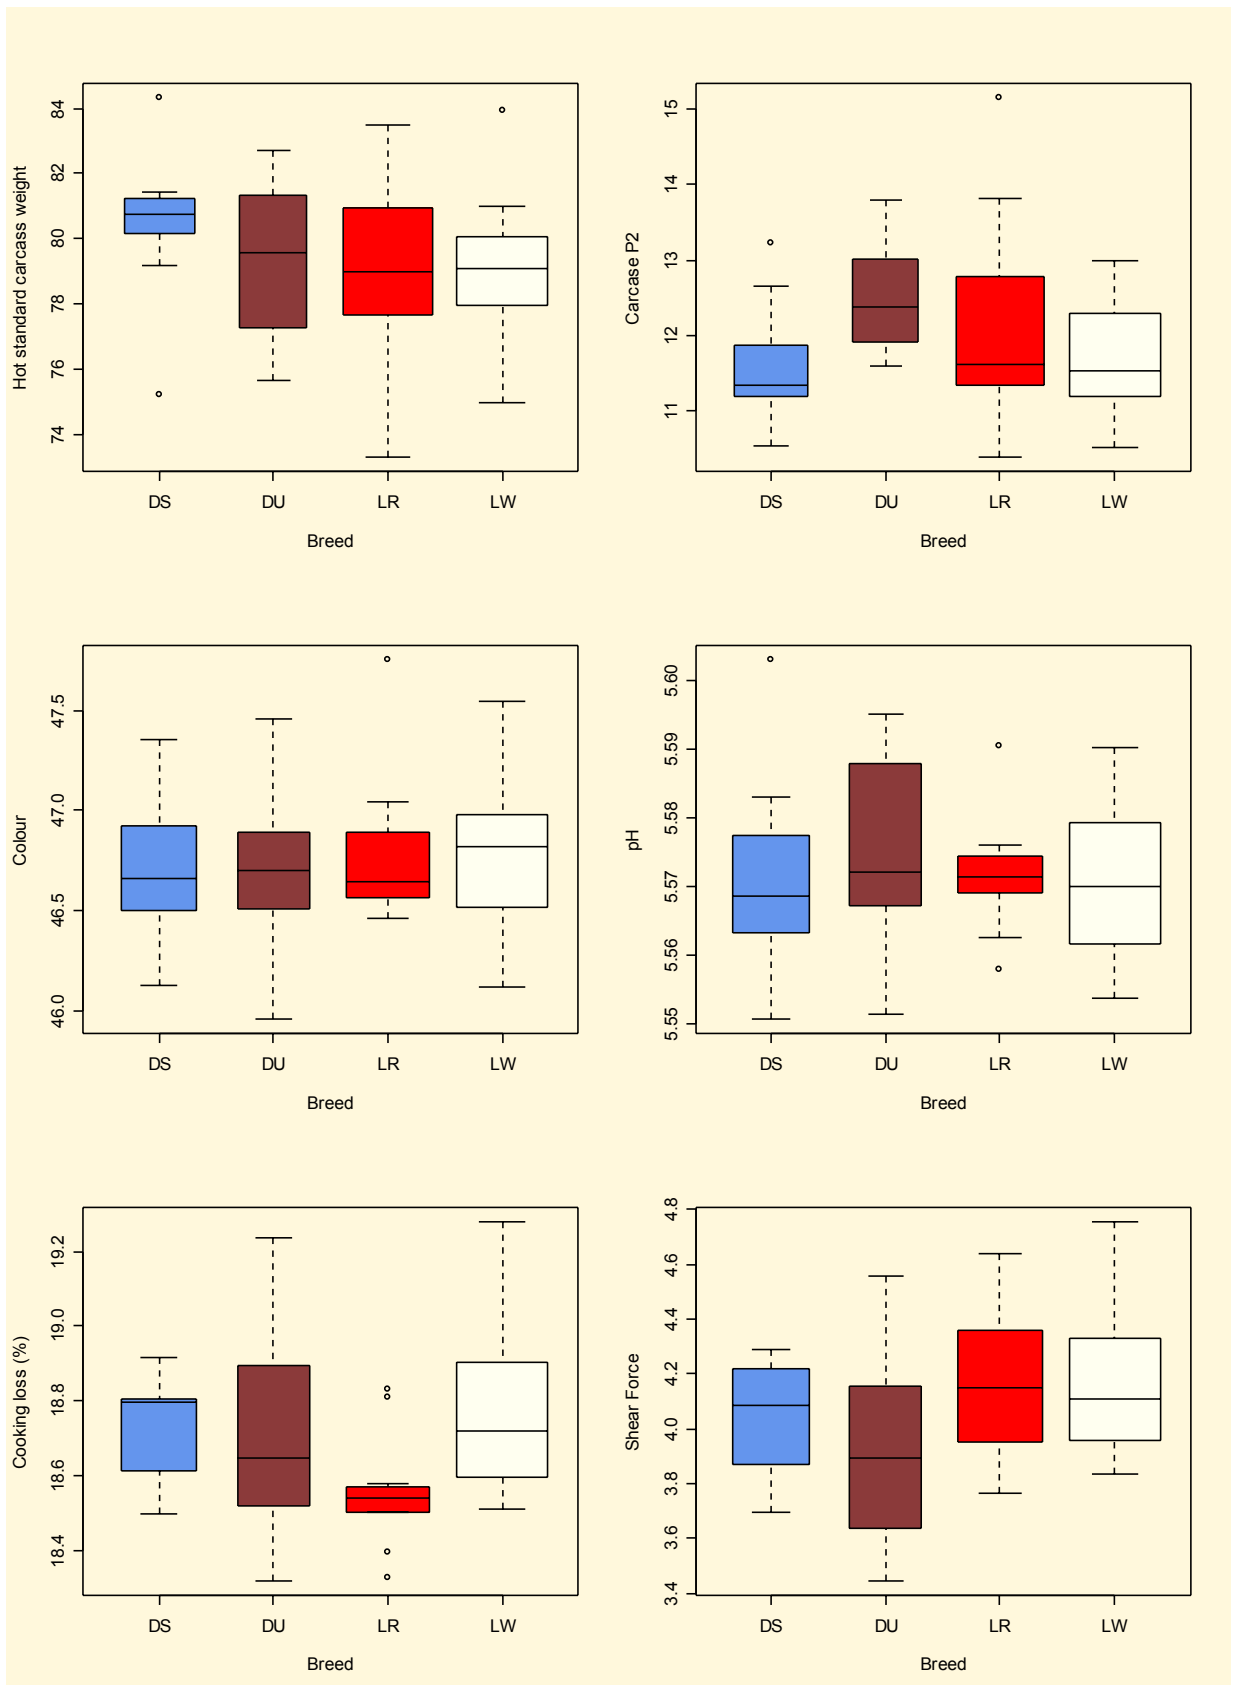 Hot standard carcass weight
84
82
80
78
76
74
DS DU LR LW
Breed
Carcase P2
15
14
13
12
11
DS DU LR LW
Breed
Colour
47.5
47.0
46.5
46.0
DS DU LR LW
Breed
pH
5.60
5.59
5.58
5.57
5.56
5.55
DS DU LR LW
Breed
Cooking loss (%)
19.2
19.0
18.8
18.6
18.4
DS DU LR LW
Breed
Shear Force
4.8
4.6
4.4
4.2
4.0
3.8
3.6
3.4
DS DU LR LW
Breed